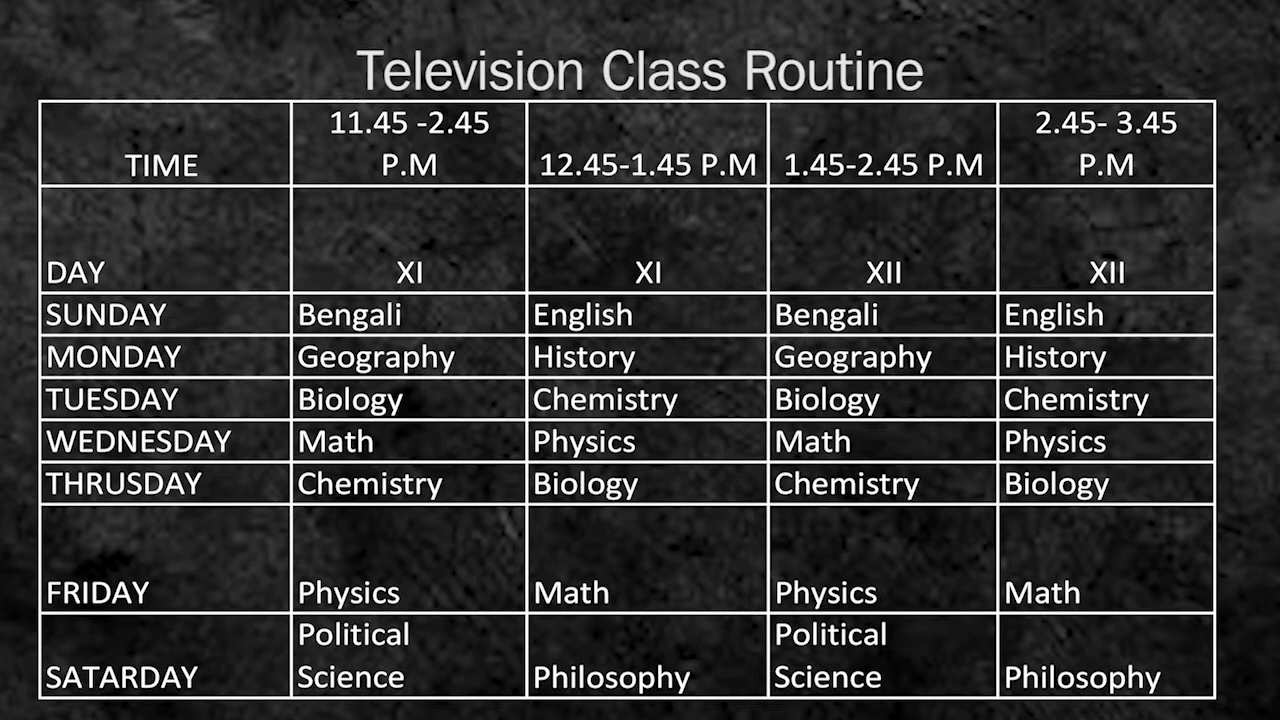 Television Class Routine
TIME 11.45 -2.45 P.M 12.45-1.45 P.M 1.45-2.45 P.M 2.45- 3.45 P.M
DAY XI XI XII XII
SUNDAY Bengali English Bengali English
MONDAY Geography History Geography History
TUESDAY Biology Chemistry Biology Chemistry
WEDNESDAY Math Physics Math Physics
THRUSDAY Chemistry Biology Chemistry Biology
FRIDAY Physics Math Physics Math
SATARDAY Political Science Philosophy Political Science Philosophy